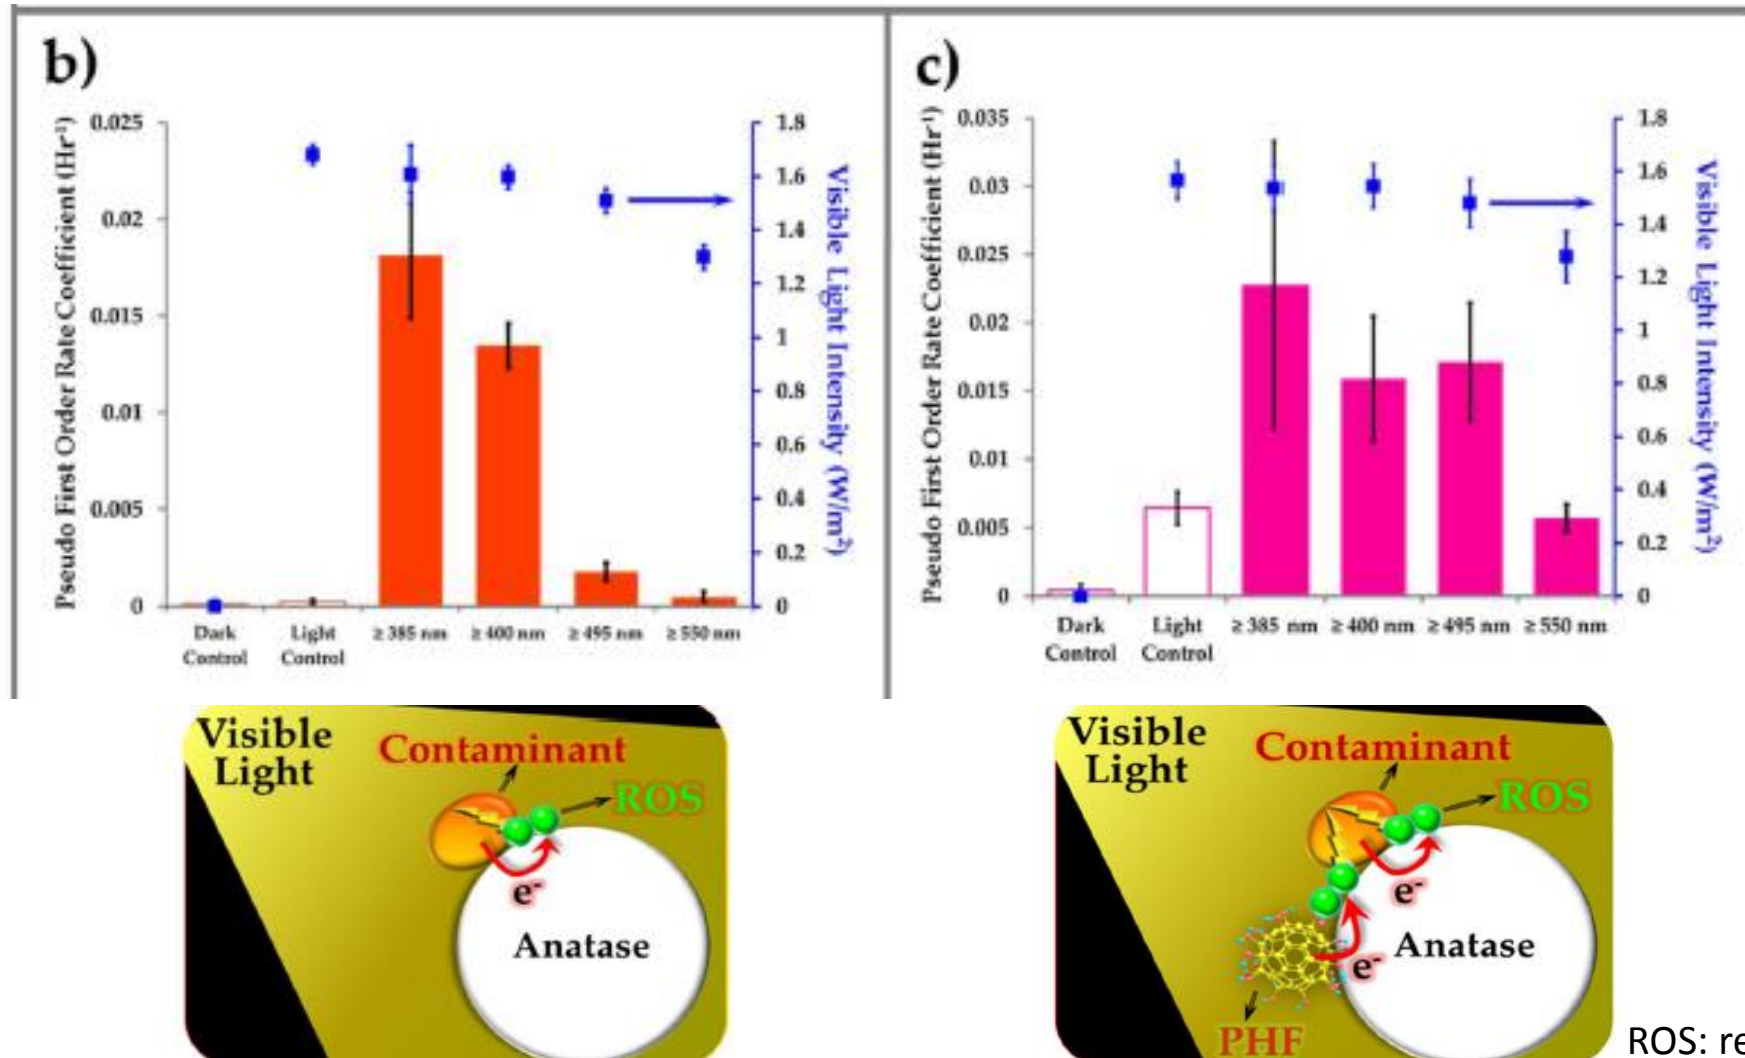 b)
Pseudo First Order Rate Coefficient (Hr-1)
0.025
0.02
0.015
0.01
0.005
0
1.8
1.6
1.4
1.2
1
0.8
0.6
0.4
0.2
0
Visible Light Intensity (W/m2)
Dark Control
Light Control
≥ 385 nm
≥ 400 nm
≥ 495 nm
≥ 550 nm
c)
Pseudo First Order Rate Coefficient (Hr-1)
0.035
0.03
0.025
0.02
0.015
0.01
0.005
0
1.8
1.6
1.4
1.2
1
0.8
0.6
0.4
0.2
0
Visible Light Intensity (W/m2)
Dark Control
Light Control
≥ 385 nm
≥ 400 nm
≥ 495 nm
≥ 550 nm
Visible
Light
Contaminant
ROS
e-
Anatase
Visible
Light
Contaminant
ROS
e-
Anatase
e-
PHF
ROS: re